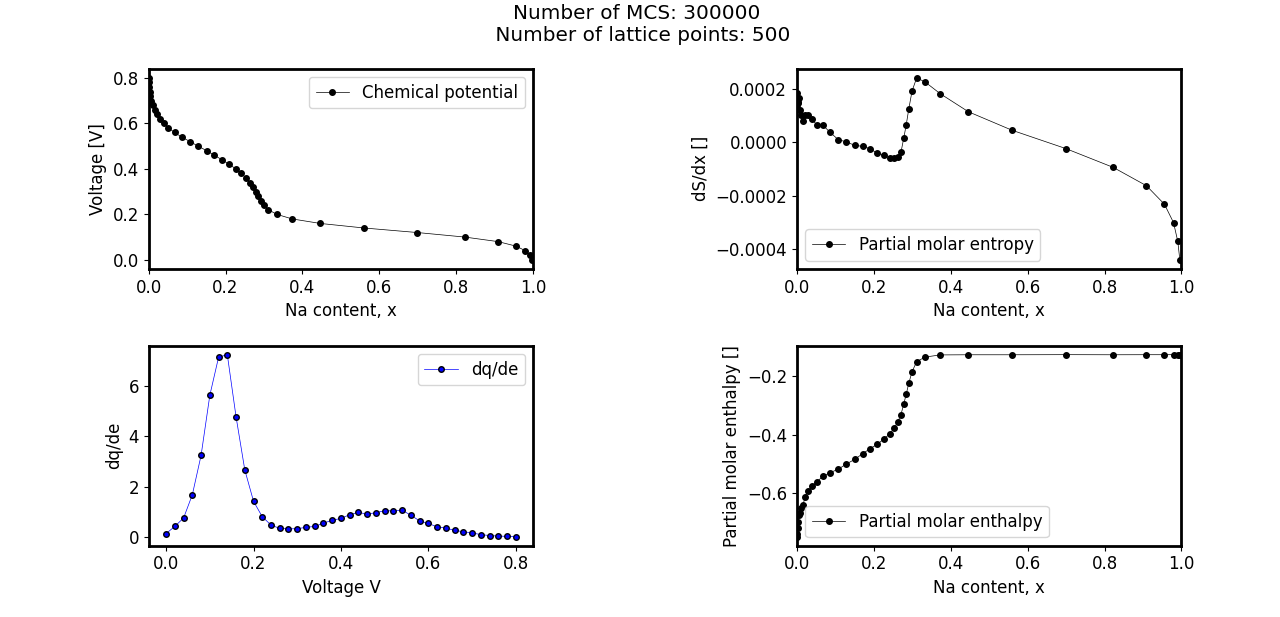 Number of MCS: 300000
Number of lattice points: 500
Voltage [V]
0.8
0.6
0.4
0.2
0.0
Chemical potential
0.0 0.2 0.4 0.6 0.8 1.0
Na content, x
dS/dx []
0.0002
0.0000
−0.0002
−0.0004
Partial molar entropy
0.0 0.2 0.4 0.6 0.8 1.0
Na content, x
dq/de
6
4
2
0
dq/de
0.0 0.2 0.4 0.6 0.8
Voltage V
Partial molar enthalpy []
−0.2
−0.4
−0.6
Partial molar enthalpy
0.0 0.2 0.4 0.6 0.8 1.0
Na content, x